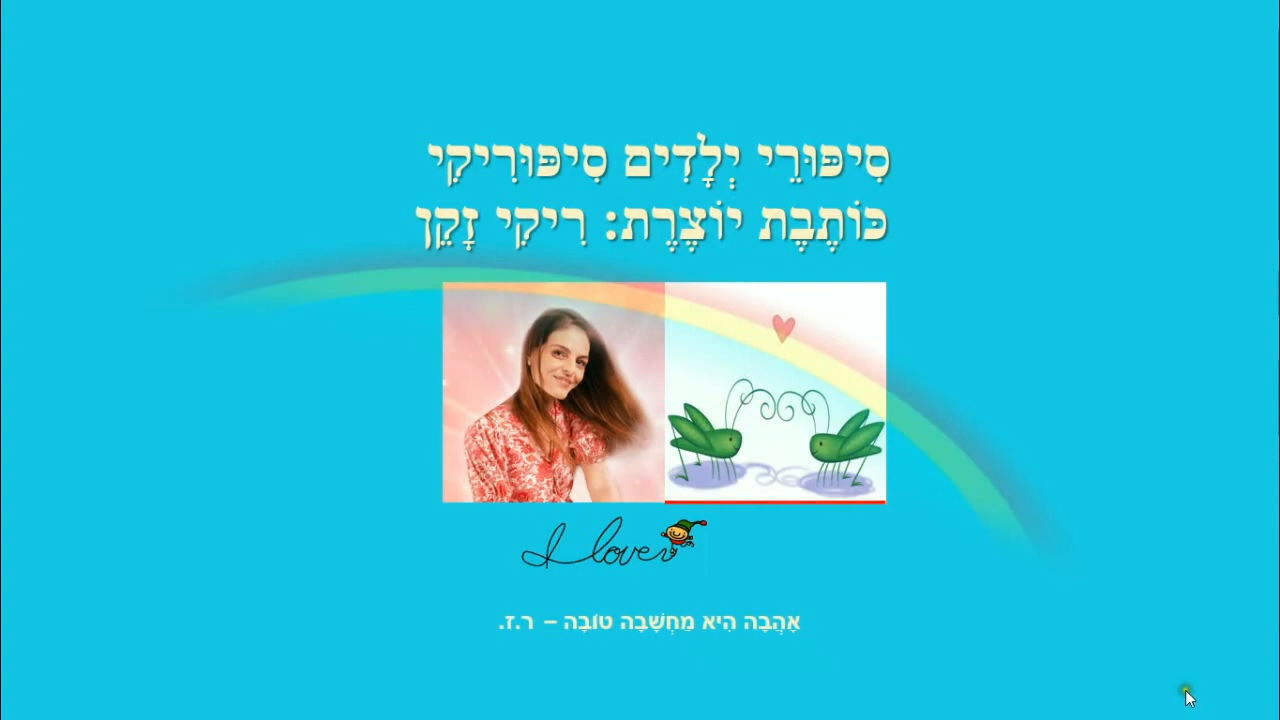 סִיפּוּרֵי יְלָדִים סִיפּוּרִיקִי
כּוֹתֶבֶת יוֹצֶרֶת: רִיקִי זָקֵן
I love
אַהֲבָה הִיא מַחְשָׁבָה טוֹבָה – ר.ז.